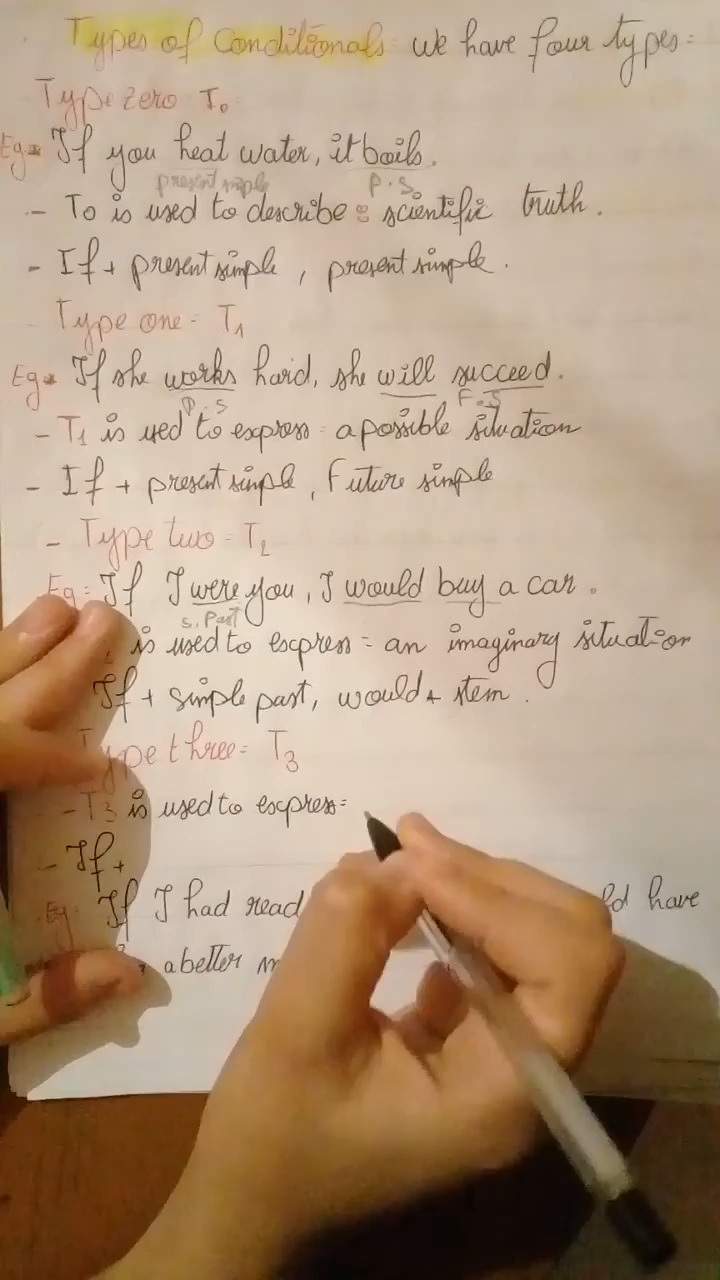 Types of Conditionals: we have four types:
Type zero: T0
Eg: If you heat water, it boils.
present simple P.S
- To is used to describe: scientific truth.
- If + present simple, present simple.
- Type one = T1
Eg: If she works hard, she will succeed.
P.S F.S
- T1 is used to express = a possible situation
- If + present simple, Future simple
- Type two = T2
Eg: If I were you, I would buy a car.
S. Past
is used to express = an imaginary situation
If + simple past, would + stem.
Type three = T3
- T3 is used to express=
- If +
Eg: If I had read have
a better